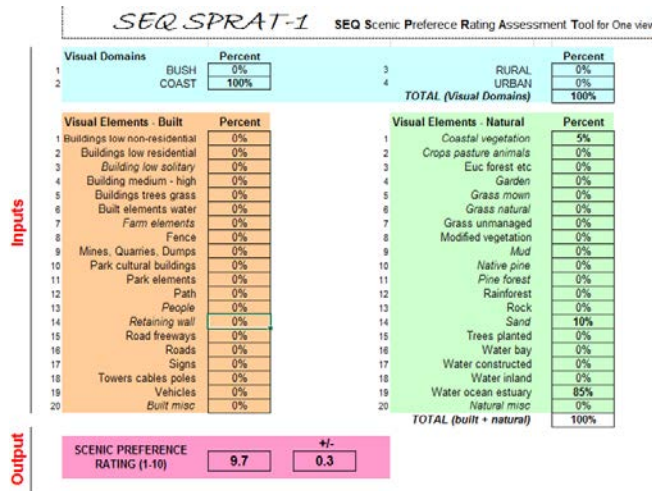 SEQ SPRAT-1 SEQ Scenic Preferece Rating Assessment Tool for One view
Visual Domains Percent Percent
1 BUSH 0% 3 RURAL 0%
2 COAST 100% 4 URBAN 0%
TOTAL (Visual Domains) 100%
Inputs
Visual Elements - Built Percent Visual Elements - Natural Percent
1 Buildings low non-residential 0% 1 Coastal vegetation 5%
2 Buildings low residential 0% 2 Crops pasture animals 0%
3 Building low solitary 0% 3 Euc forest etc 0%
4 Building medium - high 0% 4 Garden 0%
5 Buildings trees grass 0% 5 Grass mown 0%
6 Built elements water 0% 6 Grass natural 0%
7 Farm elements 0% 7 Grass unmanaged 0%
8 Fence 0% 8 Modified vegetation 0%
9 Mines, Quarries, Dumps 0% 9 Mud 0%
10 Park cultural buildings 0% 10 Native pine 0%
11 Park elements 0% 11 Pine forest 0%
12 Path 0% 12 Rainforest 0%
13 People 0% 13 Rock 0%
14 Retaining wall 0% 14 Sand 10%
15 Road freeways 0% 15 Trees planted 0%
16 Roads 0% 16 Water bay 0%
17 Signs 0% 17 Water constructed 0%
18 Towers cables poles 0% 18 Water inland 0%
19 Vehicles 0% 19 Water ocean estuary 85%
20 Built misc 0% 20 Natural misc 0%
TOTAL (built + natural) 100%
Output
SCENIC PREFERENCE +/-
RATING (1-10) 9.7 0.3